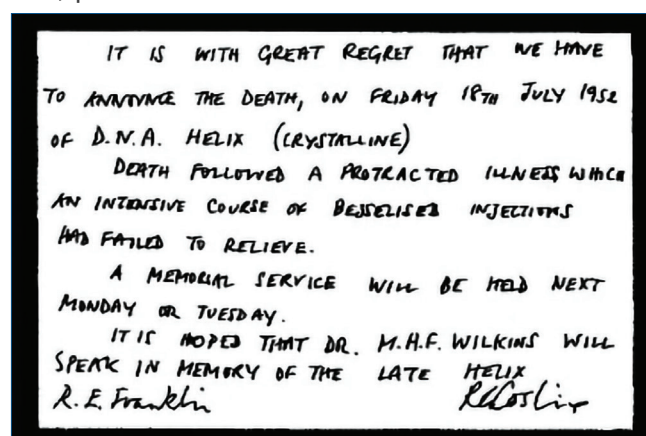 IT IS WITH GREAT REGRET THAT WE HAVE
TO ANNOUNCE THE DEATH, ON FRIDAY 18TH JULY 1952
OF D.N.A. HELIX (CRYSTALLINE)
DEATH FOLLOWED A PROTRACTED ILLNESS WHICH
AN INTENSIVE COURSE OF BESSELISED INJECTIONS
HAD FAILED TO RELIEVE.
A MEMORIAL SERVICE WILL BE HELD NEXT
MONDAY OR TUESDAY.
IT IS HOPED THAT DR. M.H.F. WILKINS WILL
SPEAK IN MEMORY OF THE LATE HELIX
R. E. Franklin R.G. Gosling